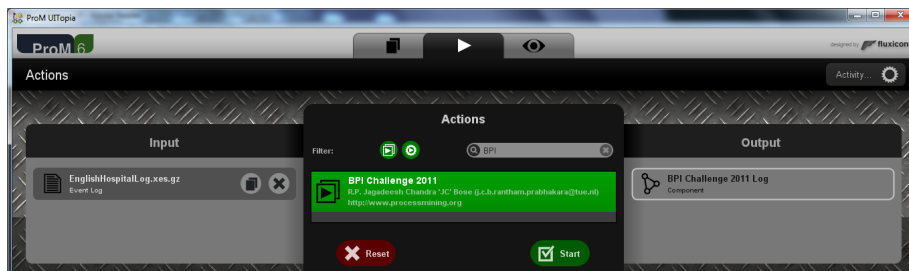 ProM UITopia
ProM 6
designed by fluxicon
Actions
Activity...
Input
EnglishHospitalLog.xes.gz
Event Log
Actions
Filter:
BPI
BPI Challenge 2011
R.P. Jagadeesh Chandra 'JC' Bose (j.c.b.rantham.prabhakara@tue.nl)
http://www.processmining.org
Reset
Start
Output
BPI Challenge 2011 Log
Component